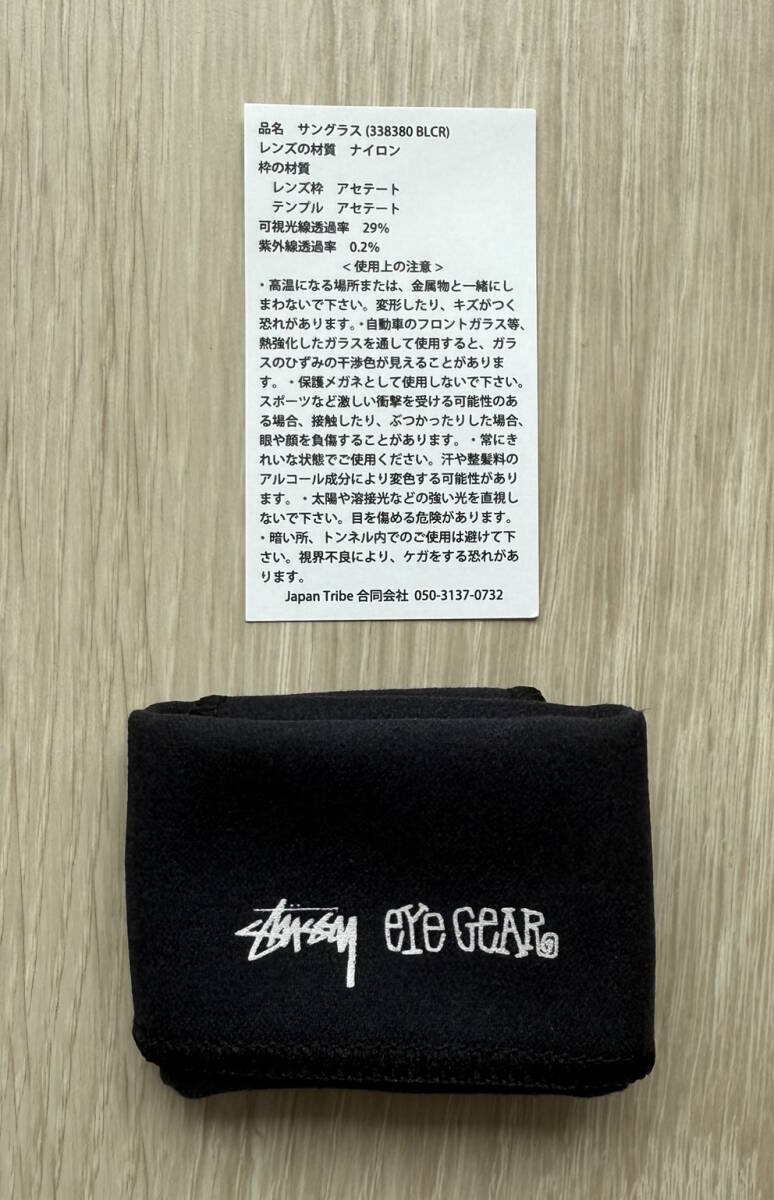 品名　サングラス (338380 BLCR)
レンズの材質　ナイロン
枠の材質
レンズ枠　アセテート
テンプル　アセテート
可視光線透過率　29%
紫外線透過率　0.2%
< 使用上の注意 >
・高温になる場所または、金属物と一緒にし
まわないで下さい。変形したり、キズがつく
恐れがあります。・自動車のフロントガラス等、
熱強化したガラスを通して使用すると、ガラ
スのひずみの干渉色が見えることがありま
す。・保護メガネとして使用しないで下さい。
スポーツなど激しい衝撃を受ける可能性のあ
る場合、接触したり、ぶつかったりした場合、
眼や顔を負傷することがあります。・常にき
れいな状態でご使用ください。汗や整髪料の
アルコール成分により変色する可能性があり
ます。・太陽や溶接光などの強い光を直視し
ないで下さい。目を傷める危険があります。
・暗い所、トンネル内でのご使用は避けて下
さい。視界不良により、ケガをする恐れがあ
ります。
Japan Tribe 合同会社 050-3137-0732
Stüssy eYe GeAR